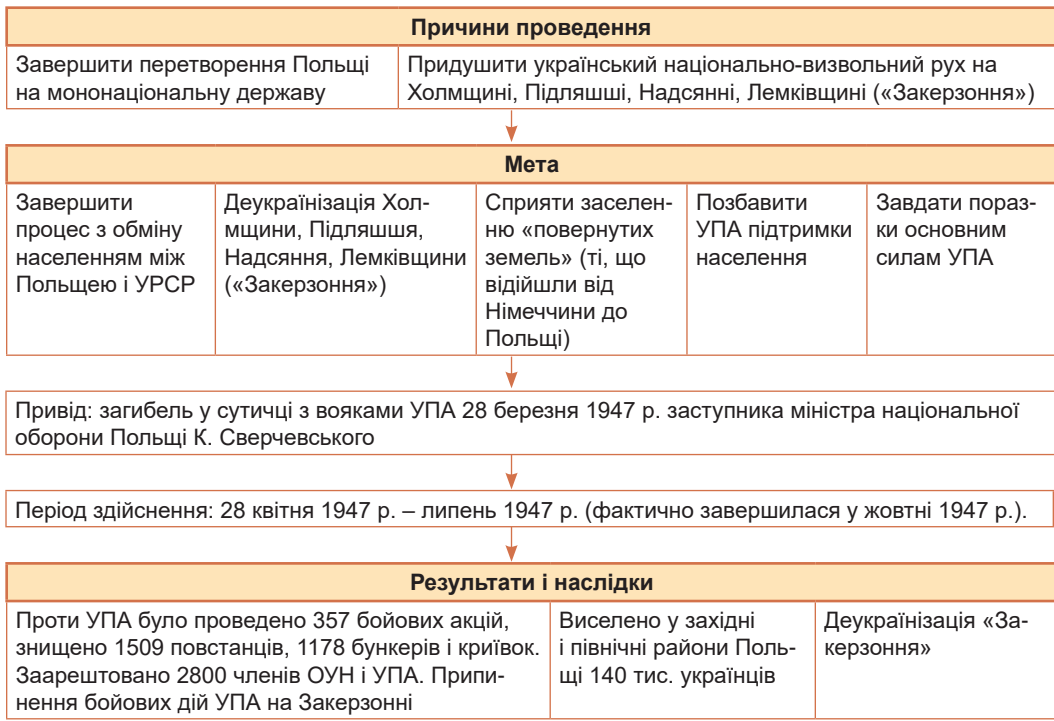 Причини проведення
Завершити перетворення Польщі
на мононаціональну державу
Придушити український національно-визвольний рух на
Холмщині, Підляшші, Надсянні, Лемківщині («Закерзоння»)
Мета
Завершити
процес з обміну
населенням між
Польщею і УРСР
Деукраїнізація Хол-
мщини, Підляшшя,
Надсяння, Лемківщини
(«Закерзоння»)
Сприяти заселен-
ню «повернутих
земель» (ті, що
відійшли від
Німеччини до
Польщі)
Позбавити
УПА підтримки
населення
Завдати пораз-
ки основним
силам УПА
Привід: загибель у сутичці з вояками УПА 28 березня 1947 р. заступника міністра національної
оборони Польщі К. Сверчевського
Період здійснення: 28 квітня 1947 р. – липень 1947 р. (фактично завершилася у жовтні 1947 р.).
Результати і наслідки
Проти УПА було проведено 357 бойових акцій,
знищено 1509 повстанців, 1178 бункерів і криївок.
Заарештовано 2800 членів ОУН і УПА. Припи-
нення бойових дій УПА на Закерзонні
Виселено у західні
і північні райони Поль-
щі 140 тис. українців
Деукраїнізація «За-
керзоння»